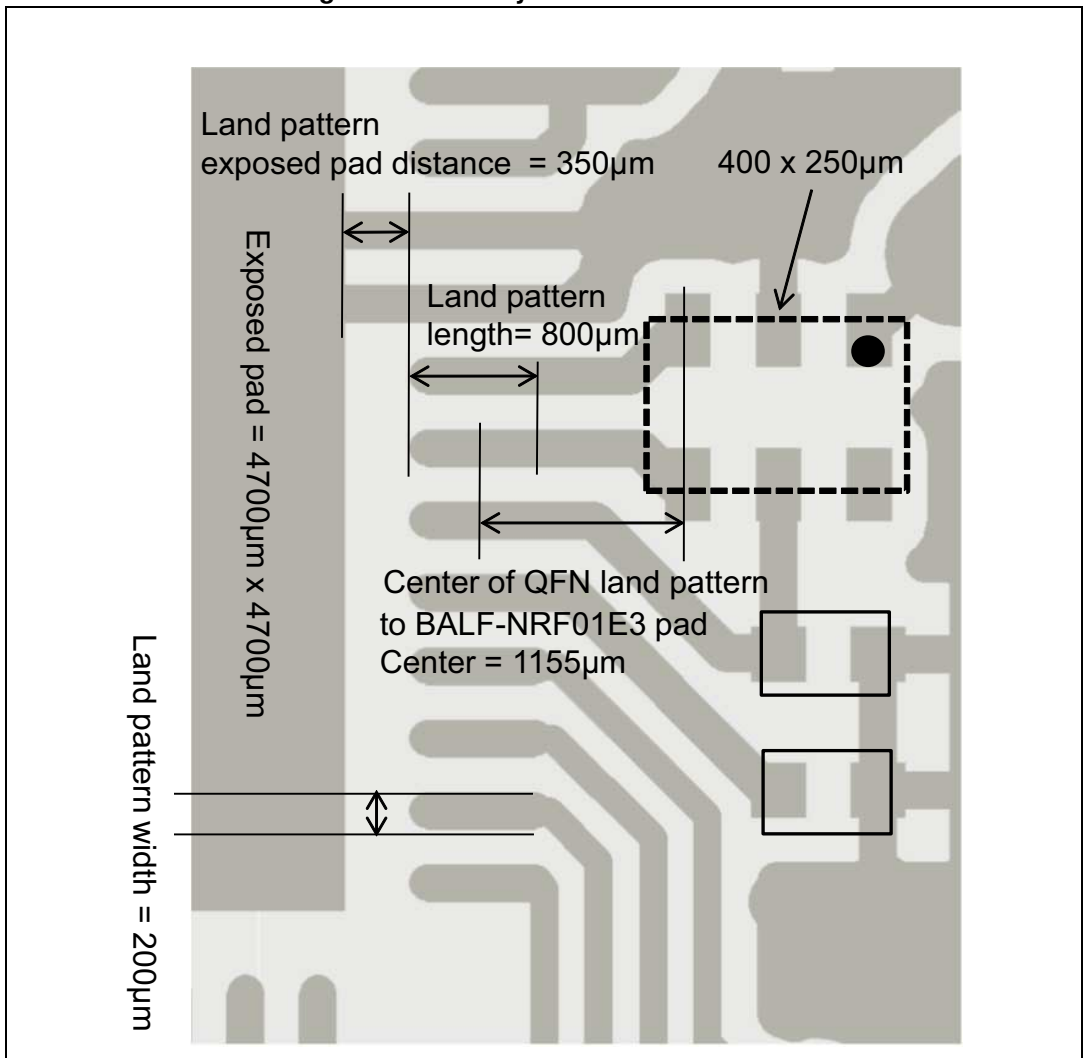 Land pattern
exposed pad distance = 350µm
400 x 250µm
Exposed pad = 4700µm x 4700µm
Land pattern
length= 800µm
Center of QFN land pattern
to BALF-NRF01E3 pad
Center = 1155µm
Land pattern width = 200µm